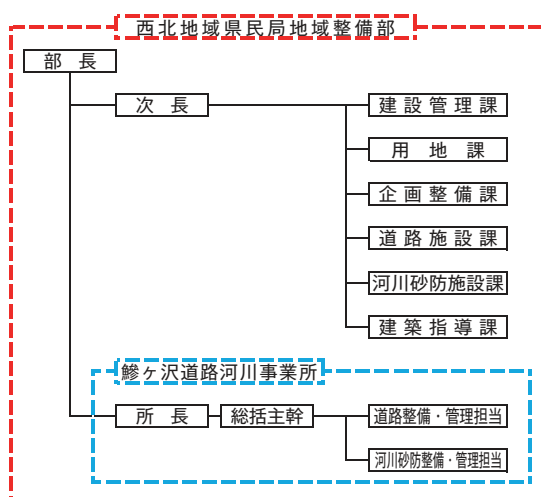 西北地域県民局地域整備部
部　長
次　長
建設管理課
用　地　課
企画整備課
道路施設課
河川砂防施設課
建築指導課
鰺ヶ沢道路河川事業所
所　長
総括主幹
道路整備・管理担当
河川砂防整備・管理担当